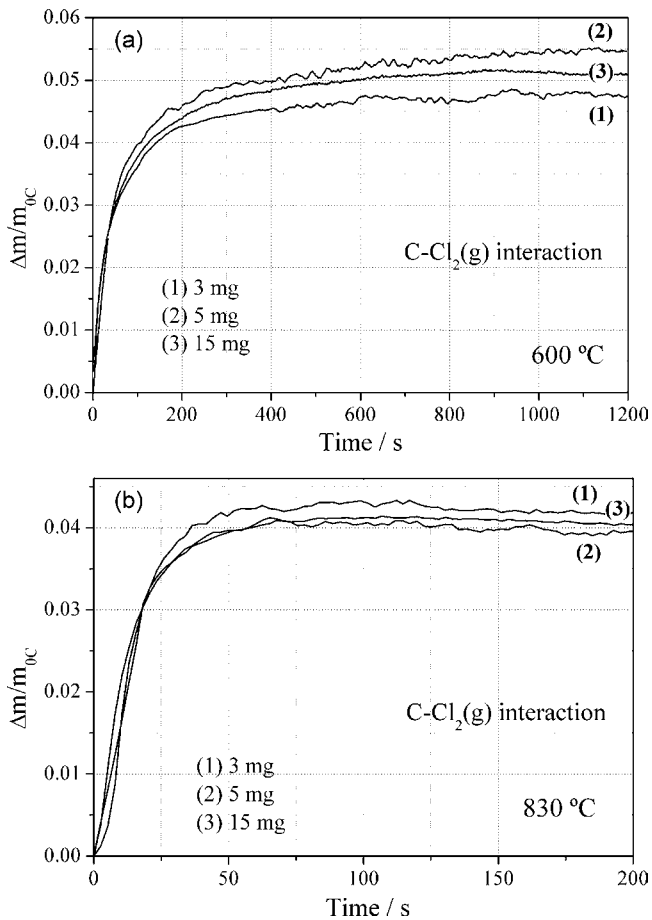 (a)
0.06
0.05
0.04
0.03
0.02
0.01
0.00
Δm/m0C
(2)
(3)
(1)
C-Cl2(g) interaction
(1) 3 mg
(2) 5 mg
(3) 15 mg
600 ºC
0 200 400 600 800 1000 1200
Time / s
(b)
0.04
0.03
0.02
0.01
0.00
Δm/m0C
(1)
(3)
(2)
C-Cl2(g) interaction
(1) 3 mg
(2) 5 mg
(3) 15 mg
830 ºC
0 50 100 150 200
Time / s